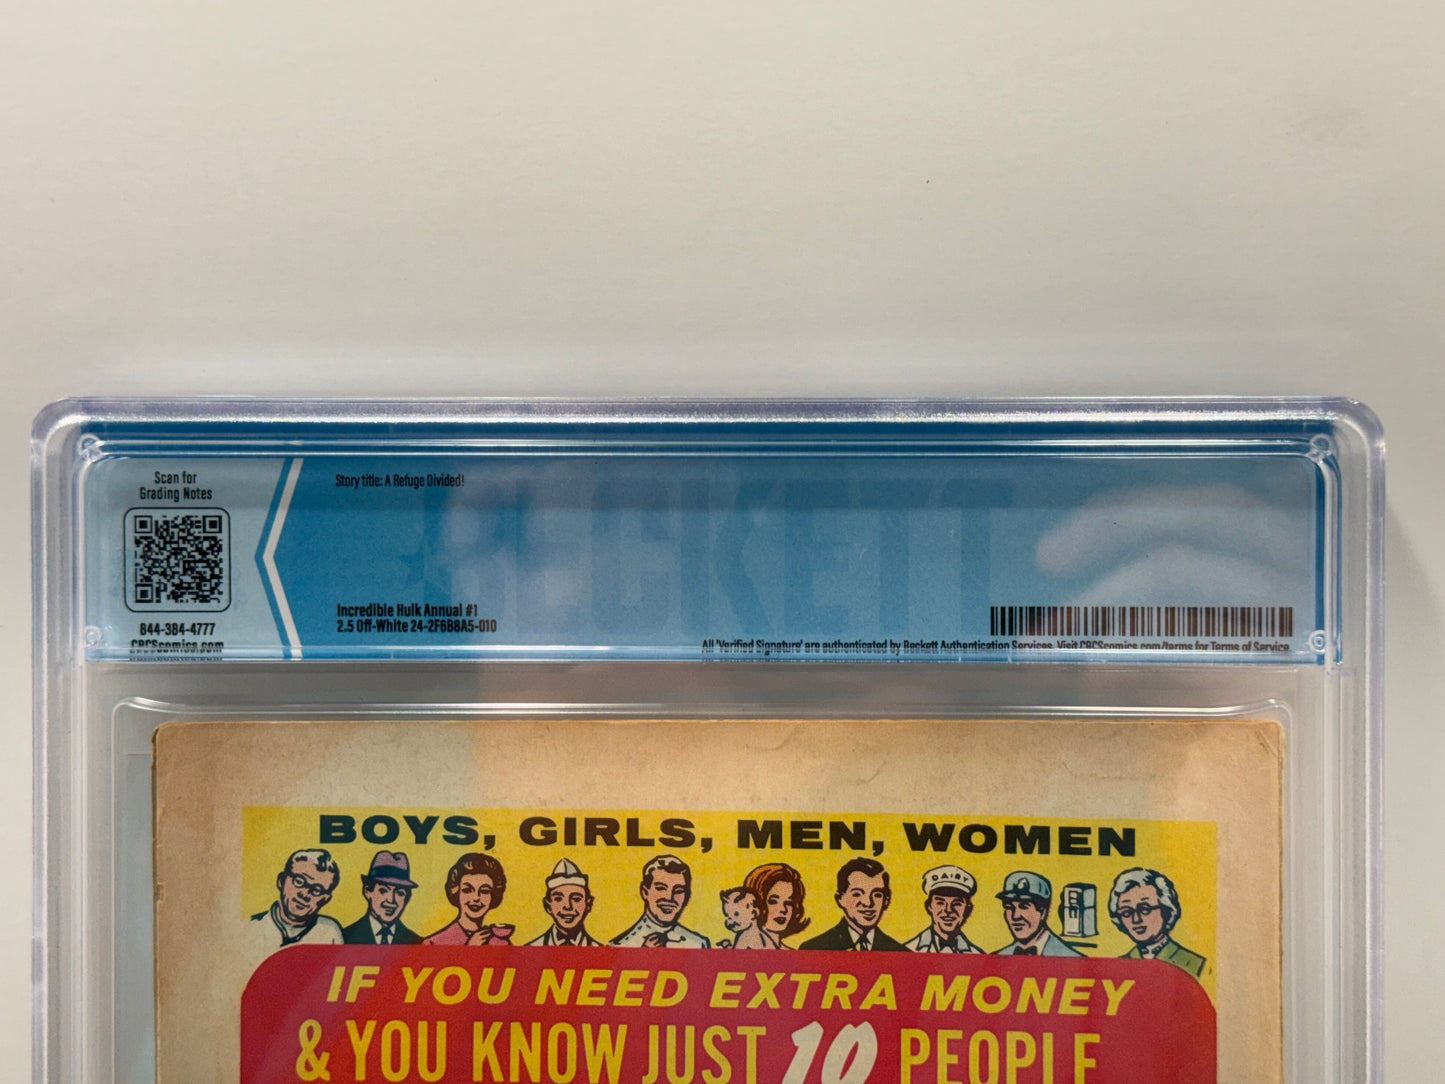 Scan for
Grading Notes
844-384-4777
CBCScomics.com
Story title: A Refuge Divided!
BECKETT
Incredible Hulk Annual #1
2.5 Off-White 24-2F6B8A5-010
All 'Verified Signature' are authenticated by Beckett Authentication Services. Visit CBCScomics.com/terms for Terms of Service.
BOYS, GIRLS, MEN, WOMEN
DAIRY
IF YOU NEED EXTRA MONEY
& YOU KNOW JUST 10 PEOPLE